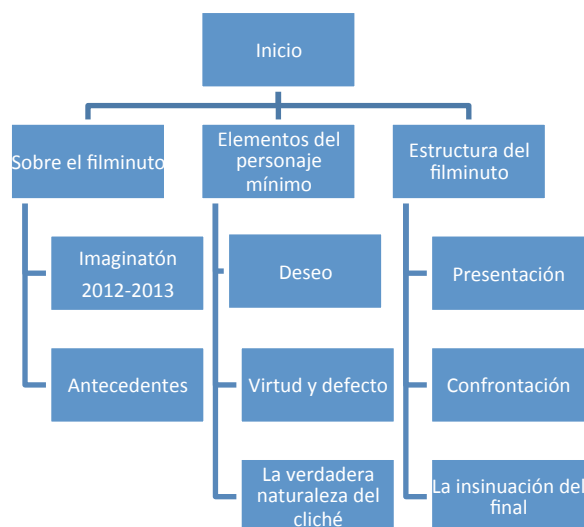 Inicio
Sobre el filminuto
Elementos del
personaje
mínimo
Estructura del
filminuto
Imaginatón
2012-2013
Antecedentes
Deseo
Virtud y defecto
La verdadera
naturaleza del
cliché
Presentación
Confrontación
La insinuación del
final